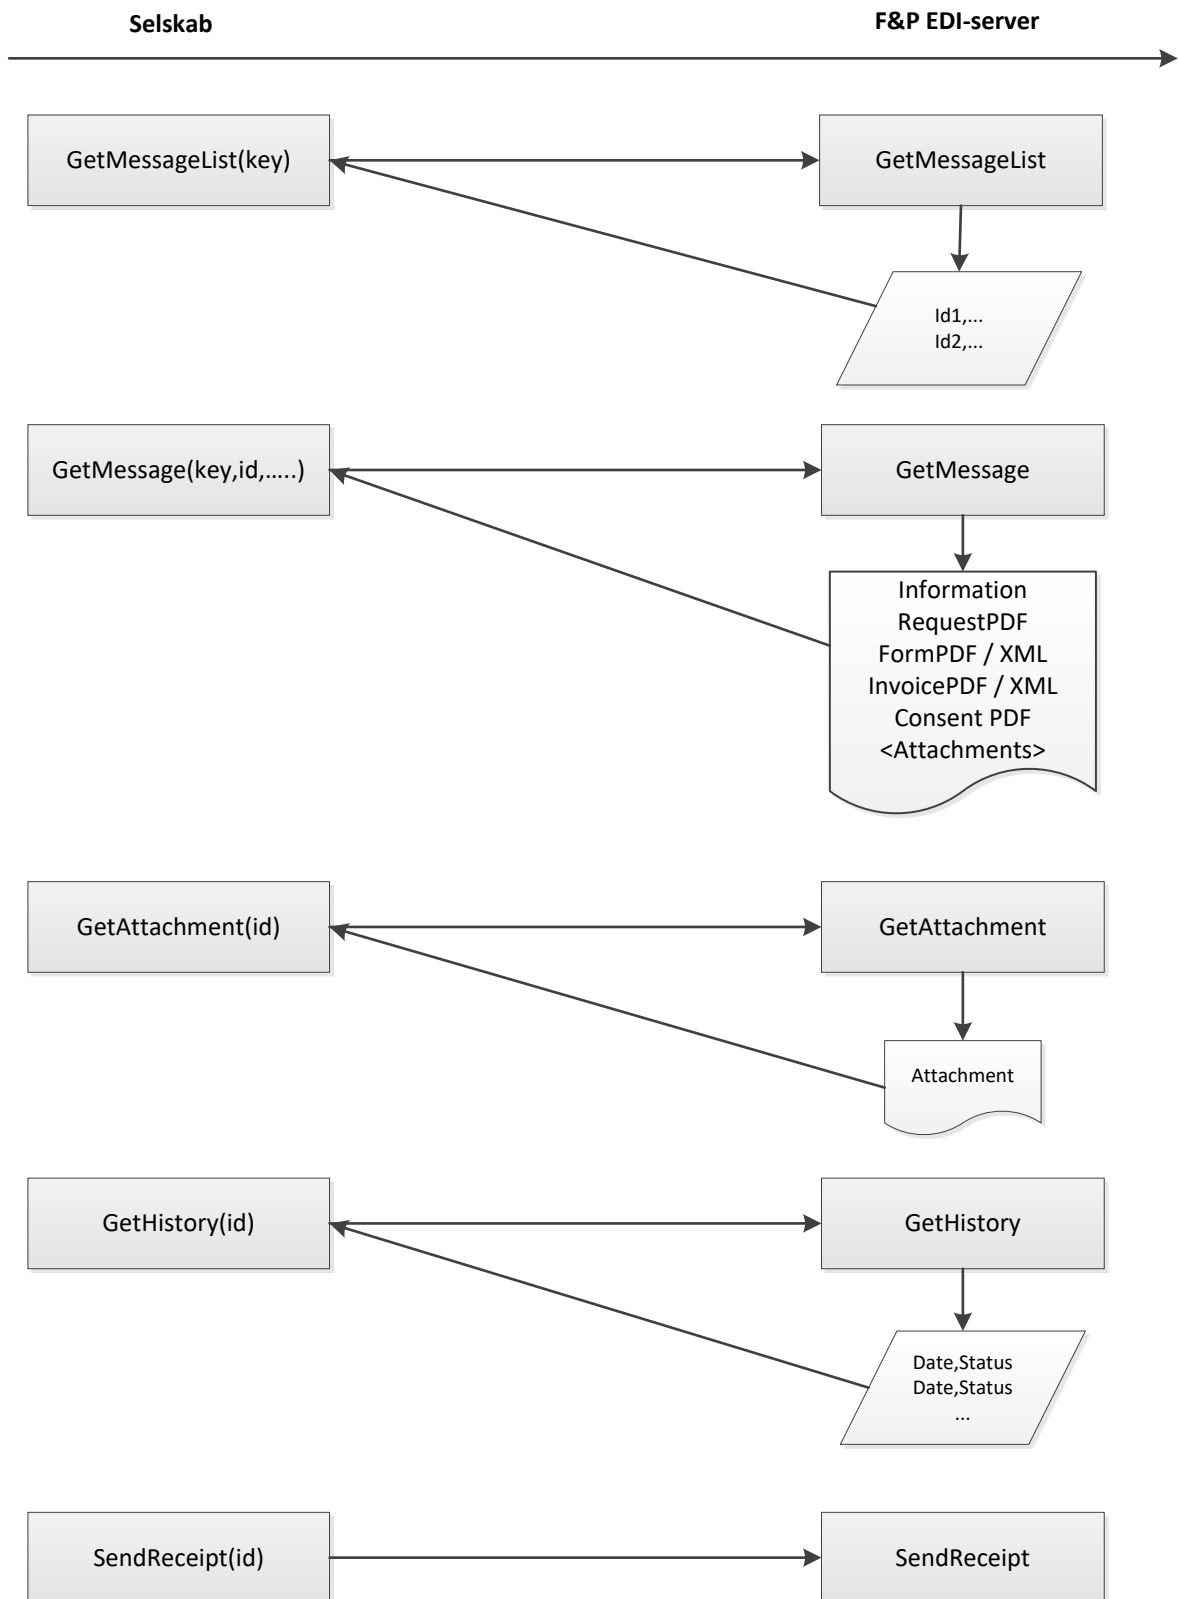 Selskab
F&P EDI-server
GetMessageList(key)
GetMessageList
Id1,...
Id2,...
GetMessage(key,id,.....)
GetMessage
Information
RequestPDF
FormPDF / XML
InvoicePDF / XML
Consent PDF
<Attachments>
GetAttachment(id)
GetAttachment
Attachment
GetHistory(id)
GetHistory
Date,Status
Date,Status
...
SendReceipt(id)
SendReceipt